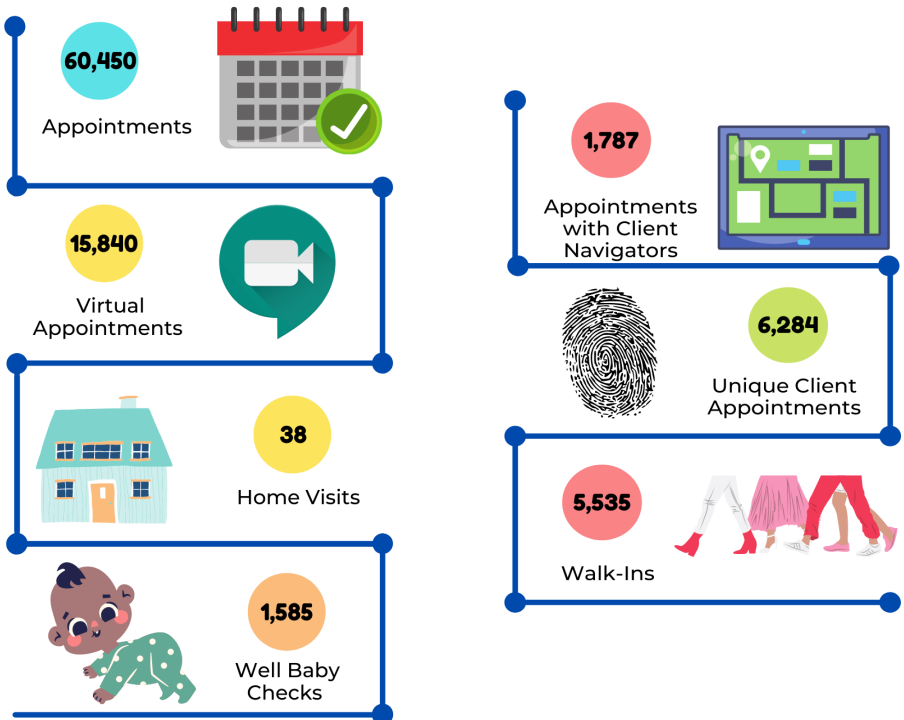 60,450
Appointments
15,840
Virtual
Appointments
38
Home Visits
1,585
Well Baby
Checks
1,787
Appointments
with Client
Navigators
6,284
Unique Client
Appointments
5,535
Walk-Ins